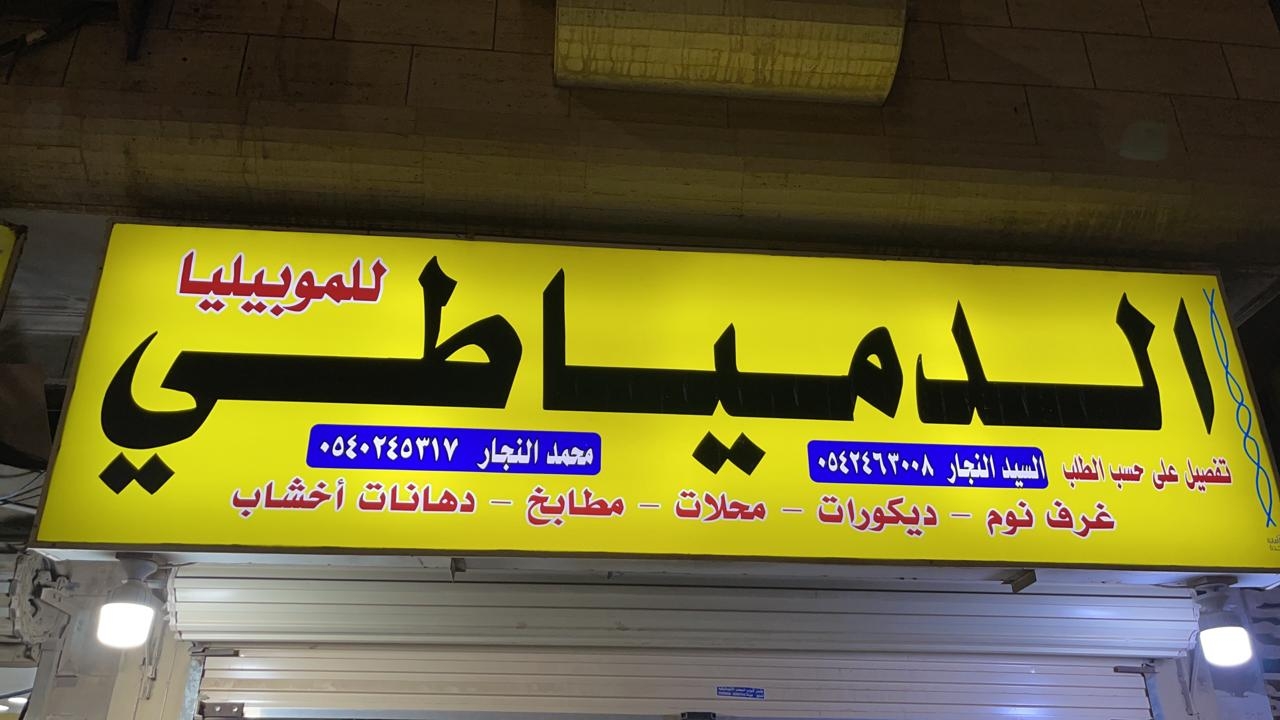 الدمياطي
للموبيليا
تفصيل على حسب الطلب السيد النجار ٠٥٤٢٤٦٣٠٠٨ محمد النجار ٠٥٤٠٢٤٥٣١٧
غرف نوم - ديكورات - محلات - مطابخ - دهانات أخشاب